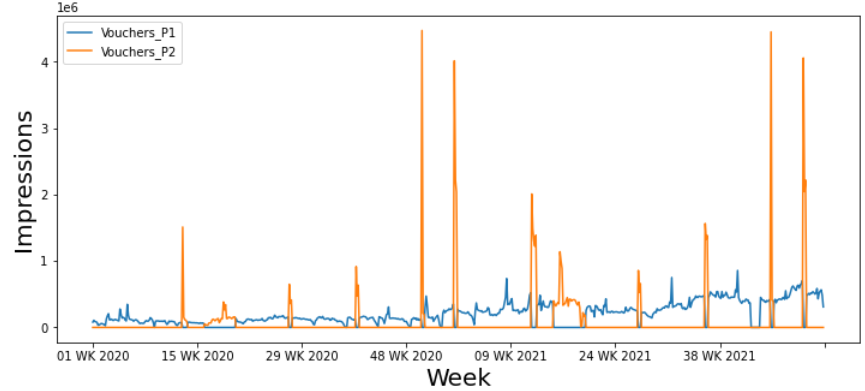 1e6
Vouchers_P1
Vouchers_P2
4
3
2
1
0
Impressions
01 WK 2020 15 WK 2020 29 WK 2020 48 WK 2020 09 WK 2021 24 WK 2021 38 WK 2021
Week